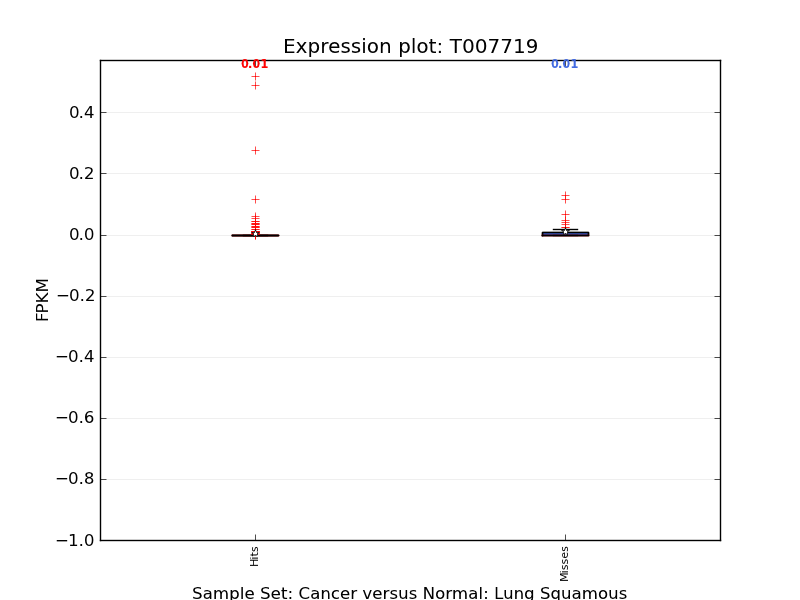 Expression plot: T007719
0.01
0.01
0.4
0.2
0.0
−0.2
−0.4
−0.6
−0.8
−1.0
FPKM
Hits
Misses
Sample Set: Cancer versus Normal: Lung Squamous